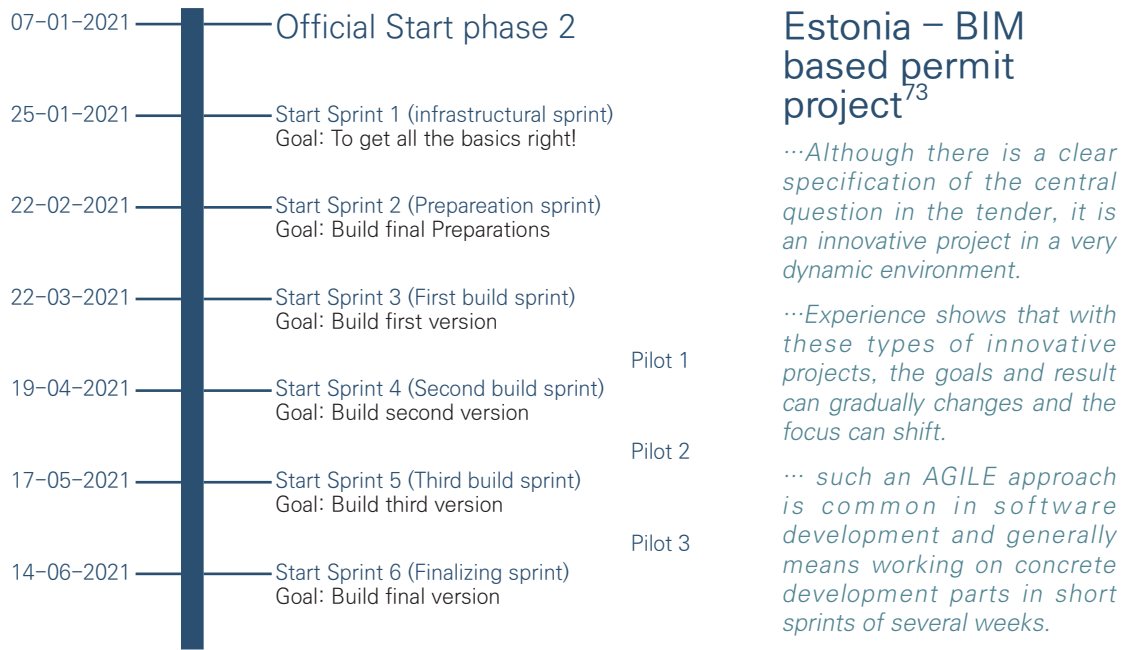 07-01-2021
Official Start phase 2
25-01-2021
Start Sprint 1 (infrastructural sprint)
Goal: To get all the basics right!
22-02-2021
Start Sprint 2 (Prepareation sprint)
Goal: Build final Preparations
22-03-2021
Start Sprint 3 (First build sprint)
Goal: Build first version
Pilot 1
19-04-2021
Start Sprint 4 (Second build sprint)
Goal: Build second version
Pilot 2
17-05-2021
Start Sprint 5 (Third build sprint)
Goal: Build third version
Pilot 3
14-06-2021
Start Sprint 6 (Finalizing sprint)
Goal: Build final version
Estonia – BIM
based permit
project⁷³
…Although there is a clear
specification of the central
question in the tender, it is
an innovative project in a very
dynamic environment.
…Experience shows that with
these types of innovative
projects, the goals and result
can gradually changes and the
focus can shift.
… such an AGILE approach
is common in software
development and generally
means working on concrete
development parts in short
sprints of several weeks.